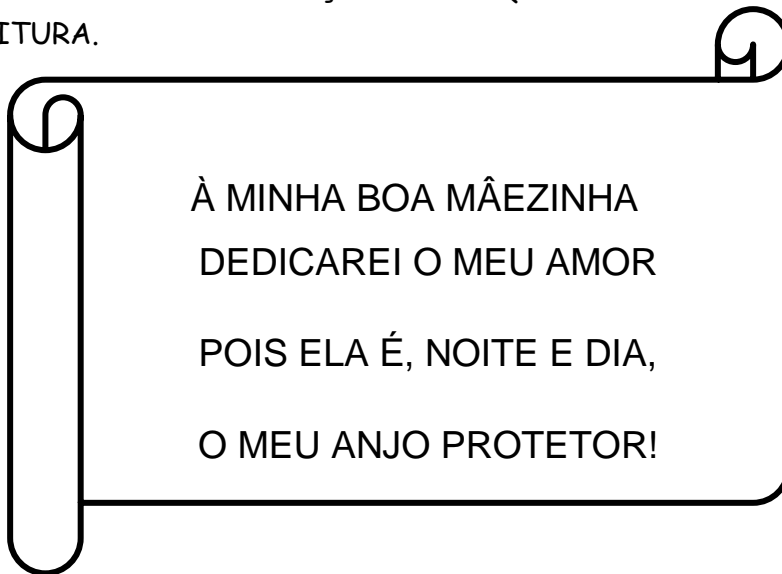 ITURA.
À MINHA BOA MÂEZINHA
DEDICAREI O MEU AMOR
POIS ELA É, NOITE E DIA,
O MEU ANJO PROTETOR!